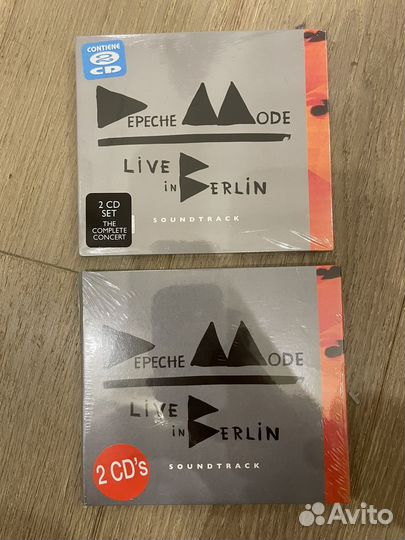 CONTIENE
2
CD
DEPECHE MODE
LIVE
IN BERLIN
SOUNDTRACK
2 CD
SET
THE
COMPLETE
CONCERT
DEPECHE MODE
LIVE
IN BERLIN
SOUNDTRACK
2 CD's
Avito